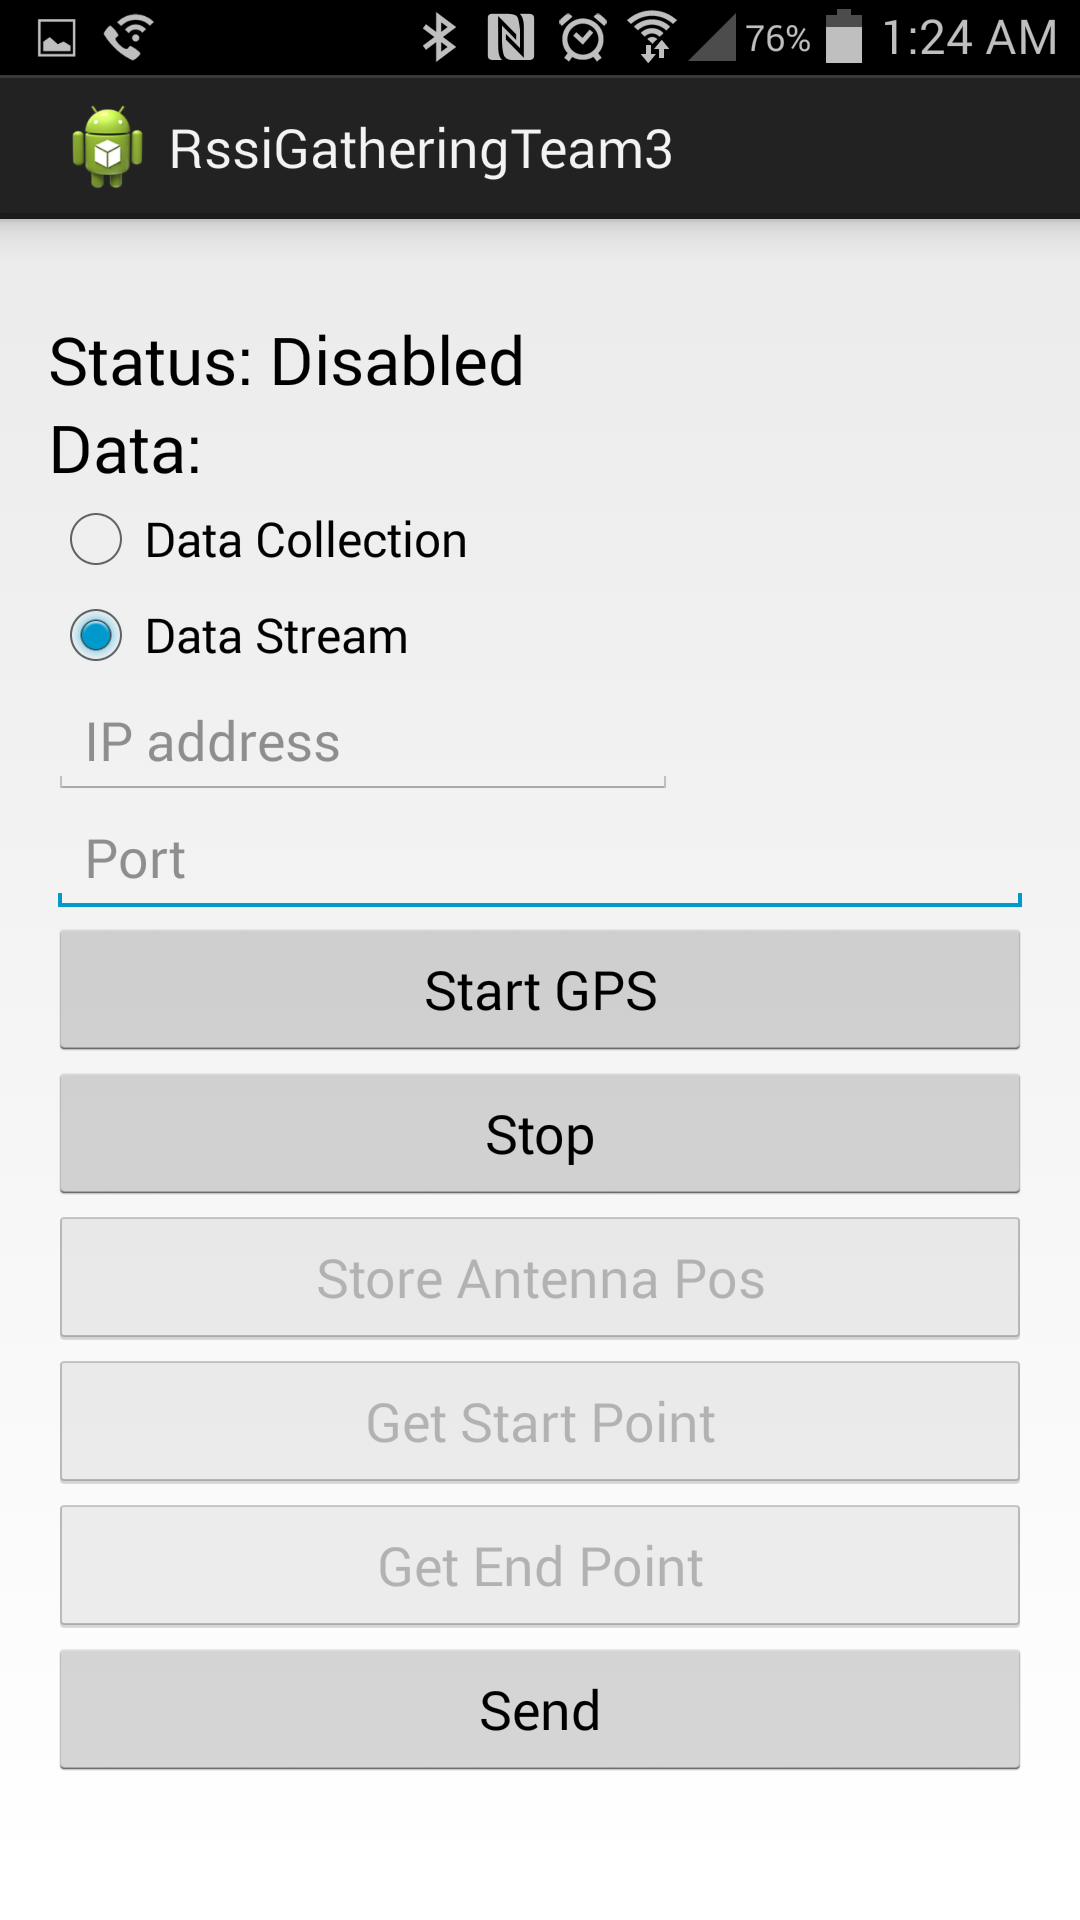 76% 1:24 AM
RssiGatheringTeam3
Status: Disabled
Data:
Data Collection
Data Stream
IP address
Port
Start GPS
Stop
Store Antenna Pos
Get Start Point
Get End Point
Send